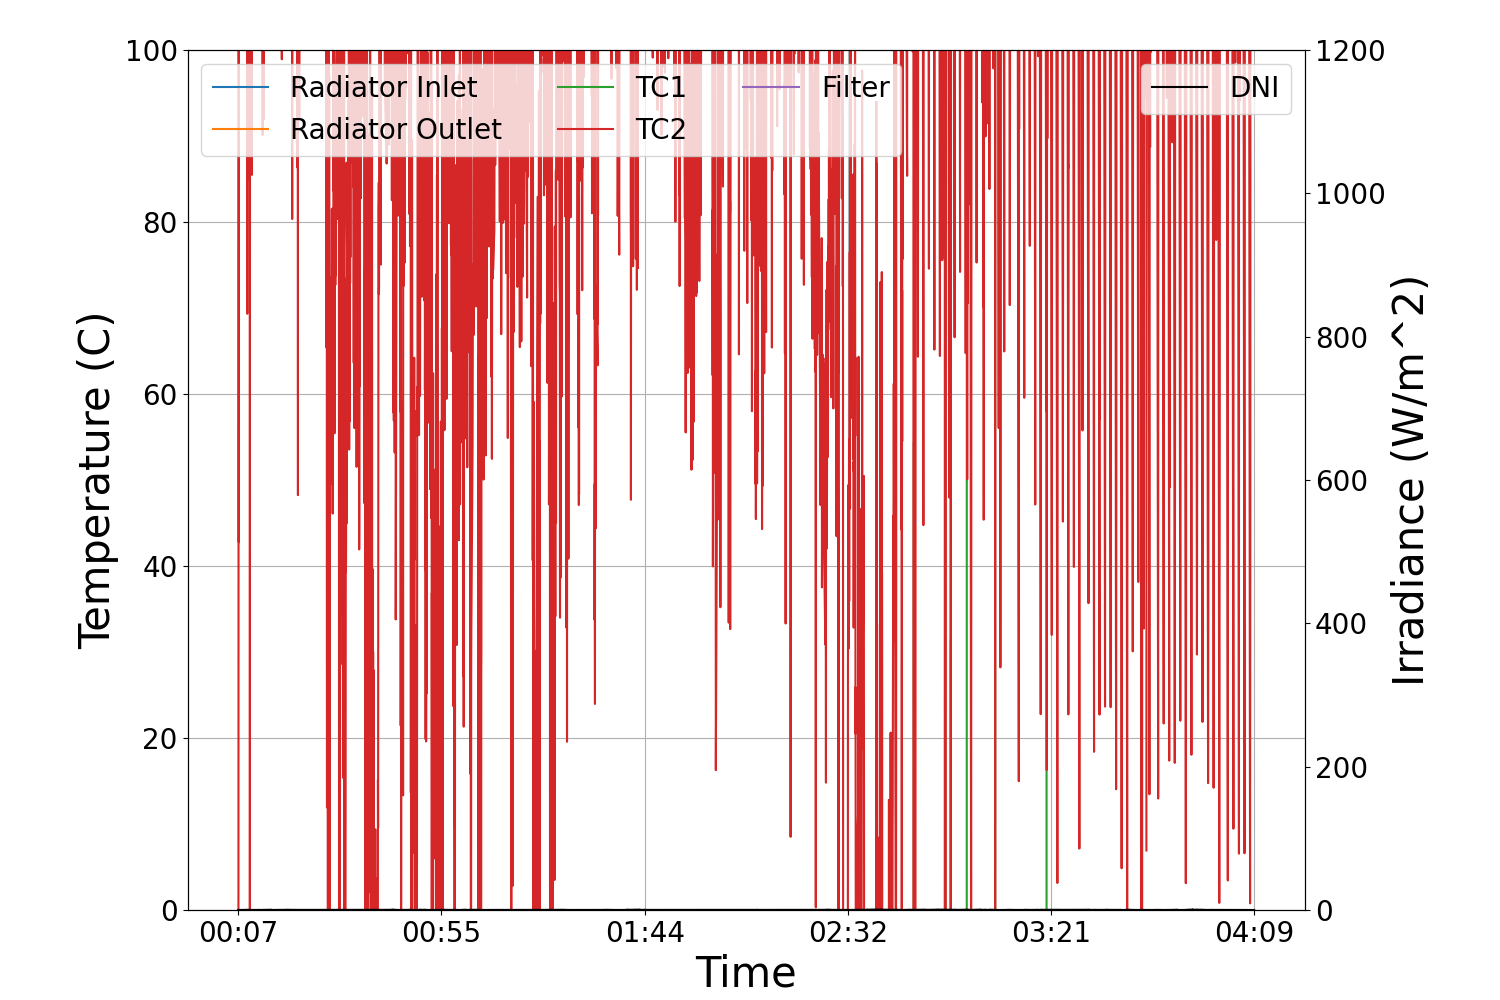 100
80
60
40
20
0
Temperature (C)
Radiator Inlet
Radiator Outlet
TC1
TC2
Filter
DNI
1200
1000
800
600
400
200
0
Irradiance (W/m^2)
00:07
00:55
01:44
02:32
03:21
04:09
Time